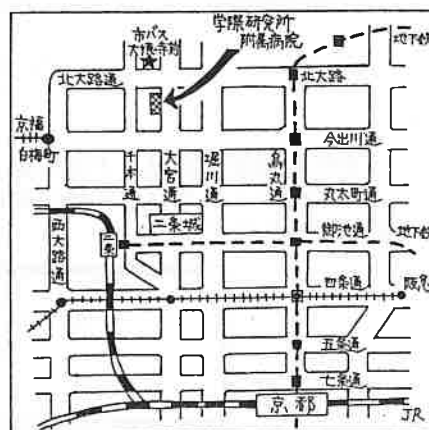 学際研究所
附属病院
市バス
大徳寺前
地下鉄
北大路通
北大路
京福
白梅町
今出川通
千本通
大宮通
堀川通
烏丸通
丸太町通
二条城
西大路通
二条
御池通
地下鉄
四条通
阪急
五条通
七条通
京都
JR